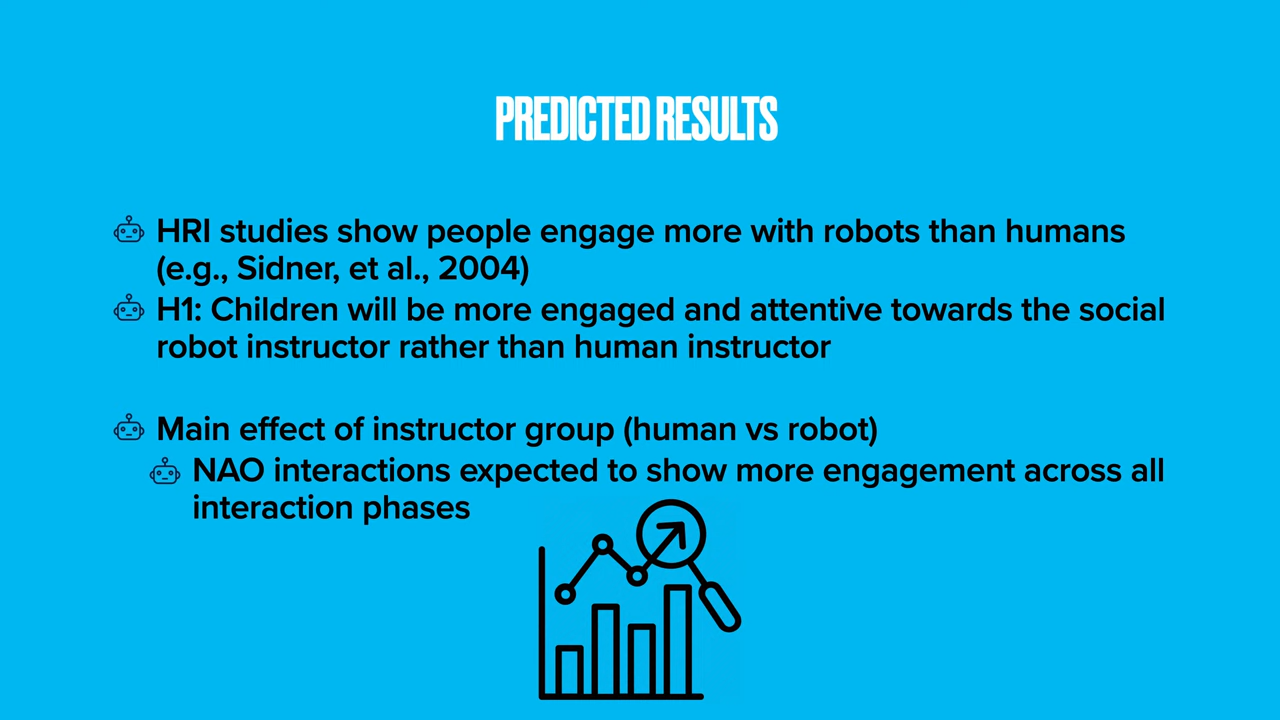 PREDICTED RESULTS
HRI studies show people engage more with robots than humans
(e.g., Sidner, et al., 2004)
H1: Children will be more engaged and attentive towards the social
robot instructor rather than human instructor
Main effect of instructor group (human vs robot)
NAO interactions expected to show more engagement across all
interaction phases